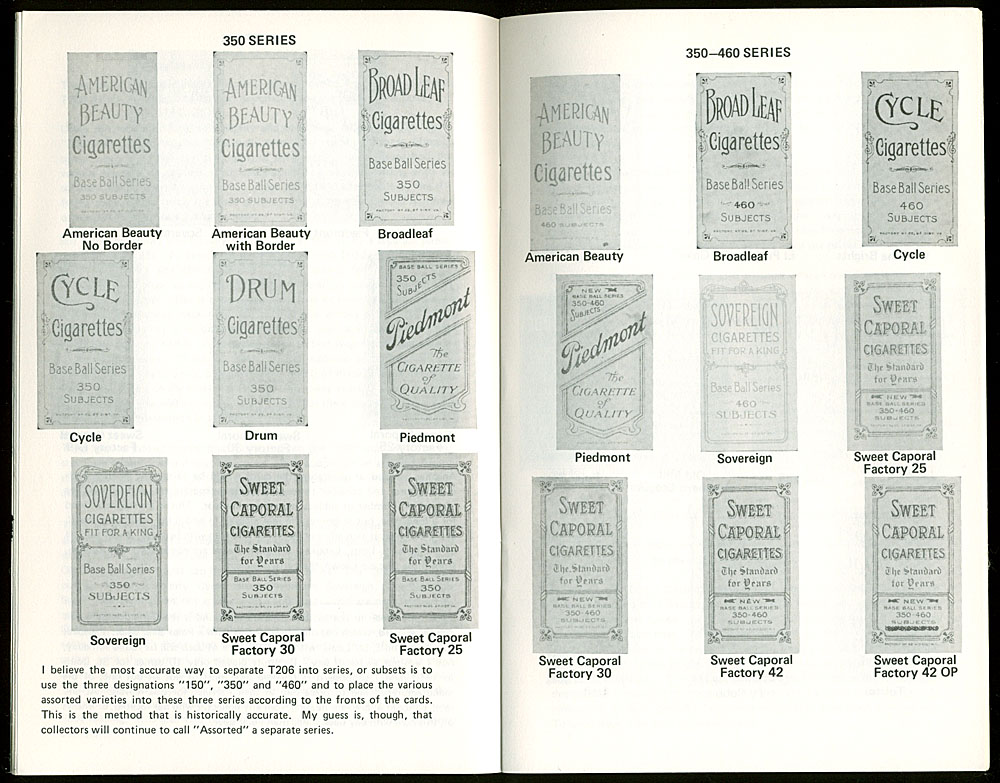 350 SERIES
AMERICAN
BEAUTY
Cigarettes
Base Ball Series
350 SUBJECTS
American Beauty
No Border
AMERICAN
BEAUTY
Cigarettes
Base Ball Series
350 SUBJECTS
American Beauty
with Border
BROAD LEAF
Cigarettes
Base Ball Series
350
SUBJECTS
Broadleaf
CYCLE
Cigarettes
Base Ball Series
350
SUBJECTS
Cycle
DRUM
Cigarettes
Base Ball Series
350
SUBJECTS
Drum
BASE BALL SERIES
350
SUBJECTS
Piedmont
The
CIGARETTE
of
QUALITY
Piedmont
SOVEREIGN
CIGARETTES
FIT FOR A KING
Base Ball Series
350
SUBJECTS
Sovereign
SWEET
CAPORAL
CIGARETTES
The Standard
for Years
BASE BALL SERIES
350
SUBJECTS
Sweet Caporal
Factory 30
SWEET
CAPORAL
CIGARETTES
The Standard
for Years
BASE BALL SERIES
350
SUBJECTS
Sweet Caporal
Factory 25
I believe the most accurate way to separate T206 into series, or subsets is to
use the three designations "150", "350" and "460" and to place the various
assorted varieties into these three series according to the fronts of the cards.
This is the method that is historically accurate. My guess is, though, that
collectors will continue to call "Assorted" a separate series.
350—460 SERIES
AMERICAN
BEAUTY
Cigarettes
Base Ball Series
460 SUBJECTS
American Beauty
BROAD LEAF
Cigarettes
Base Ball Series
460
SUBJECTS
Broadleaf
CYCLE
Cigarettes
Base Ball Series
460
SUBJECTS
Cycle
NEW
BASE BALL SERIES
350-460
SUBJECTS
Piedmont
The
CIGARETTE
of
QUALITY
Piedmont
SOVEREIGN
CIGARETTES
FIT FOR A KING
Base Ball Series
460
SUBJECTS
Sovereign
SWEET
CAPORAL
CIGARETTES
The Standard
for Years
NEW
BASE BALL SERIES
350-460
SUBJECTS
Sweet Caporal
Factory 25
SWEET
CAPORAL
CIGARETTES
The Standard
for Years
NEW
BASE BALL SERIES
350-460
SUBJECTS
Sweet Caporal
Factory 30
SWEET
CAPORAL
CIGARETTES
The Standard
for Years
NEW
BASE BALL SERIES
350-460
SUBJECTS
Sweet Caporal
Factory 42
SWEET
CAPORAL
CIGARETTES
The Standard
for Years
NEW
BASE BALL SERIES
350-460
SUBJECTS
Sweet Caporal
Factory 42 OP